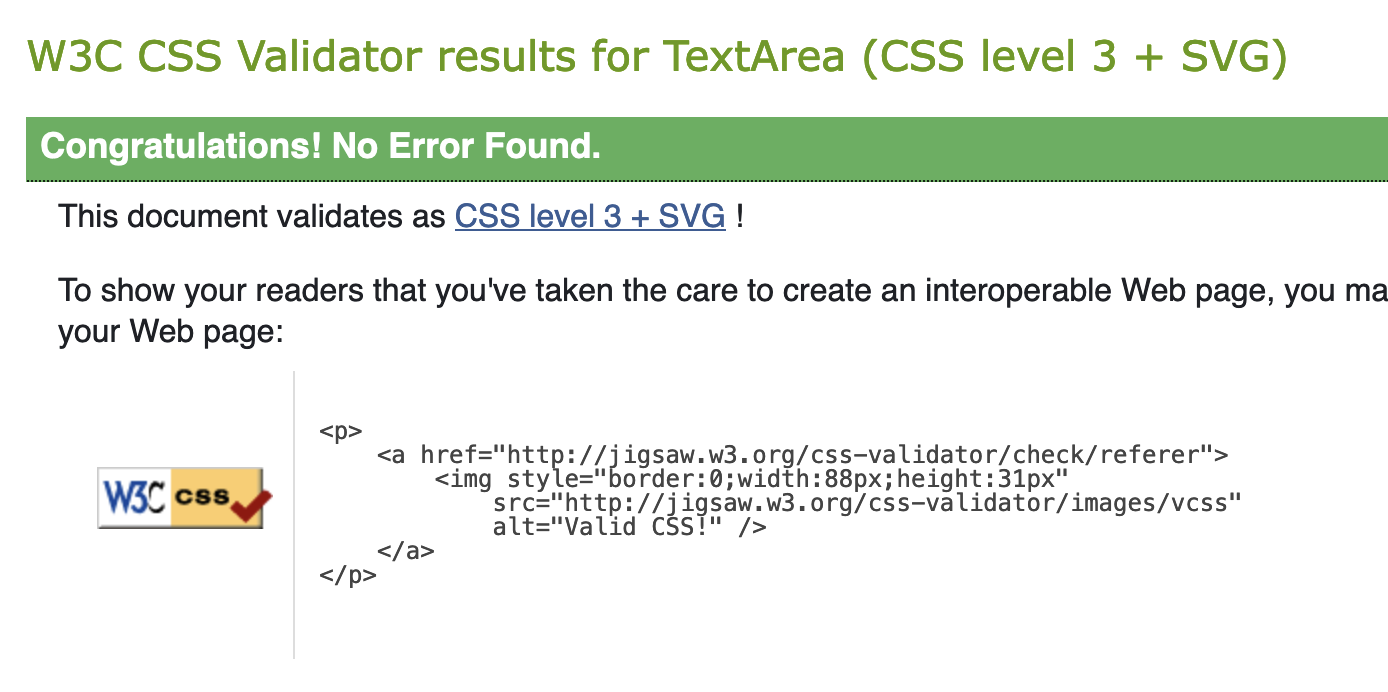 W3C CSS Validator results for TextArea (CSS level 3 + SVG)
Congratulations! No Error Found.
This document validates as CSS level 3 + SVG !
To show your readers that you've taken the care to create an interoperable Web page, you
your Web page:
<p>
    <a href="http://jigsaw.w3.org/css-validator/check/referer">
        <img style="border:0;width:88px;height:31px"
            src="http://jigsaw.w3.org/css-validator/images/vcss"
            alt="Valid CSS!" />
    </a>
</p>
W3C css